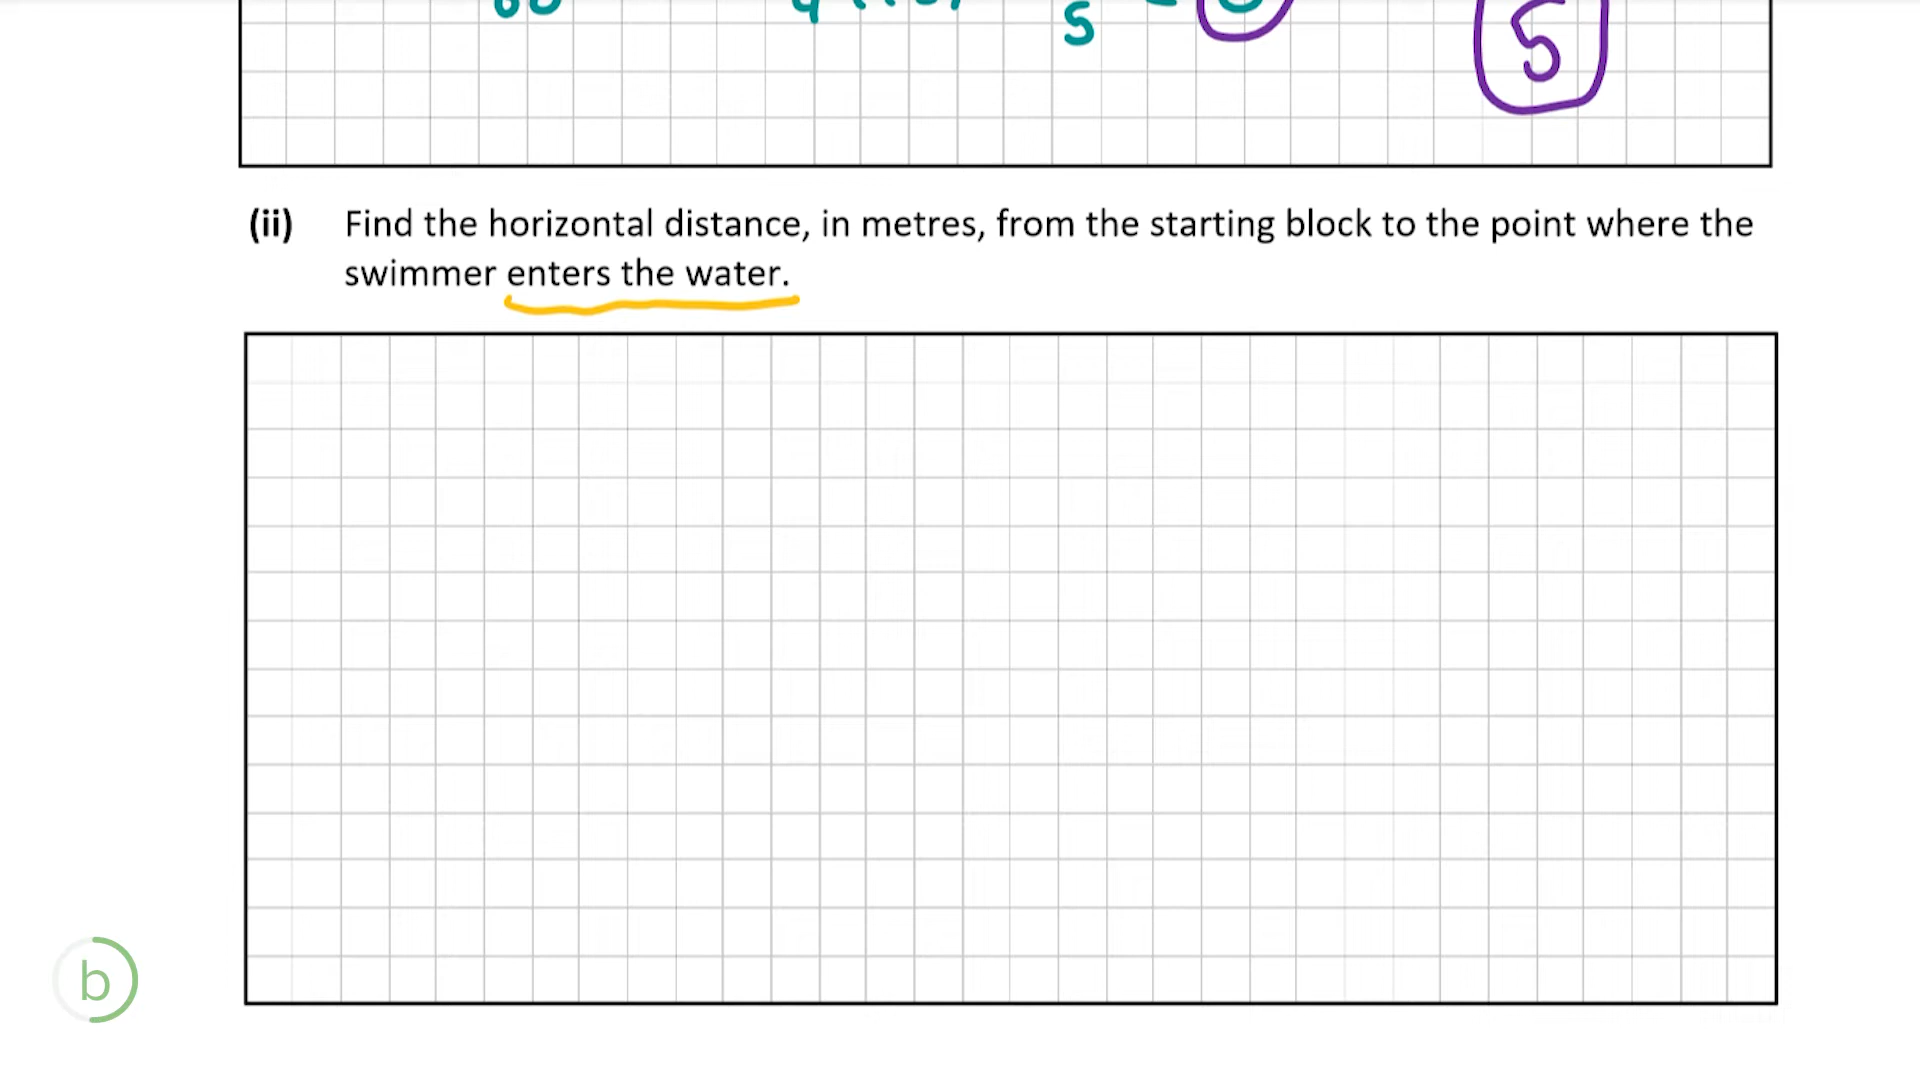 5
5
(ii) Find the horizontal distance, in metres, from the starting block to the point where the
swimmer enters the water.
b